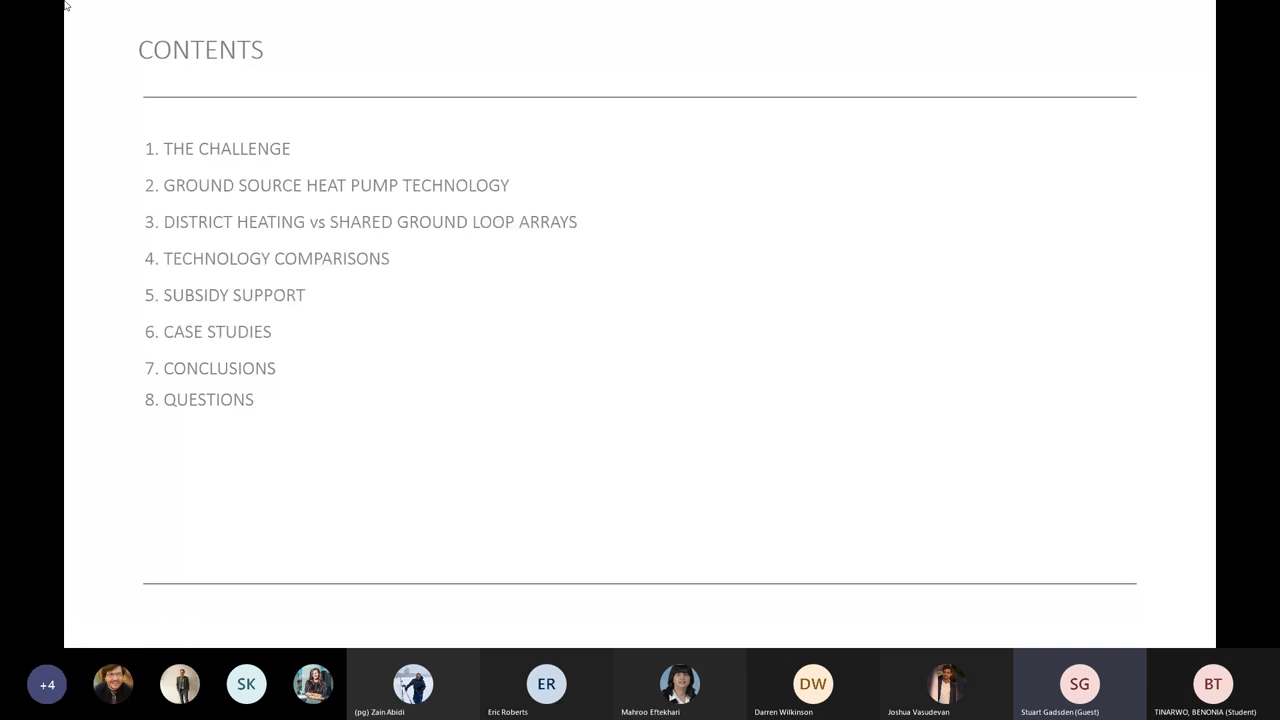 CONTENTS
1. THE CHALLENGE
2. GROUND SOURCE HEAT PUMP TECHNOLOGY
3. DISTRICT HEATING vs SHARED GROUND LOOP ARRAYS
4. TECHNOLOGY COMPARISONS
5. SUBSIDY SUPPORT
6. CASE STUDIES
7. CONCLUSIONS
8. QUESTIONS
+4
SK
ER
DW
SG
BT
(pg) Zain Abidi
Eric Roberts
Mahroo Eftekhari
Darren Wilkinson
Joshua Vasudevan
Stuart Gadsden (Guest)
TINARWO, BENONIA (Student)